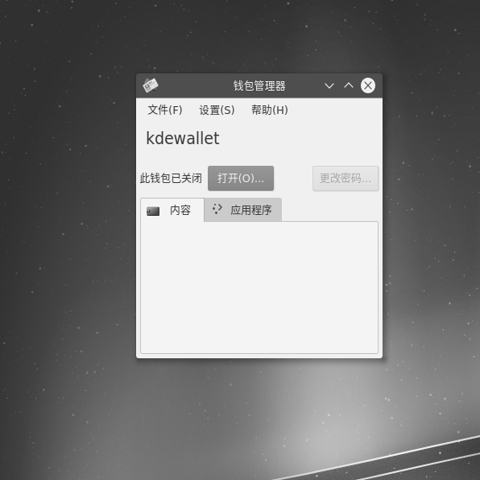 钱包管理器
文件(F) 设置(S) 帮助(H)
kdewallet
此钱包已关闭 打开(O)... 更改密码...
内容 应用程序